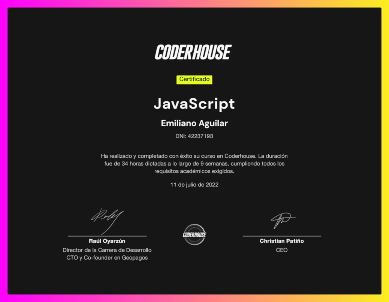 CODERHOUSE
Certificado
JavaScript
Emiliano Aguilar
DNI: 42237193
Ha realizado y completado con éxito su curso en Coderhouse. La duración
fue de 34 horas dictadas a lo largo de 9 semanas, cumpliendo todos los
requisitos académicos exigidos.
11 de julio de 2022
CODERHOUSE
Raúl Oyarzún
Christian Patiño
Director de la Carrera de Desarrollo
CEO
CTO y Co-founder en Geopagos